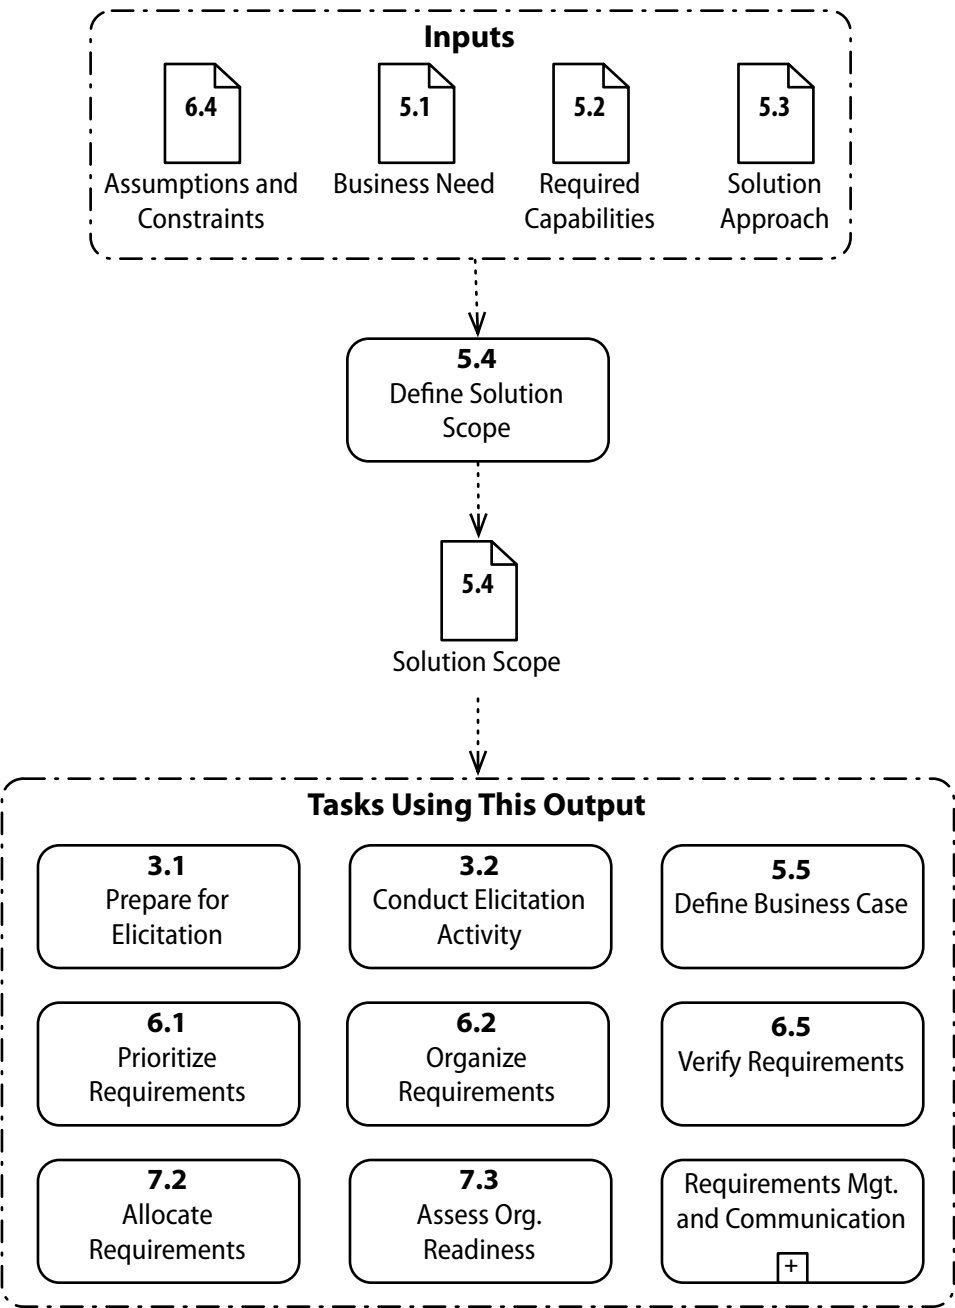 Inputs
6.4
Assumptions and
Constraints
5.1
Business Need
5.2
Required
Capabilities
5.3
Solution
Approach
5.4
Define Solution
Scope
5.4
Solution Scope
Tasks Using This Output
3.1
Prepare for
Elicitation
3.2
Conduct Elicitation
Activity
5.5
Define Business Case
6.1
Prioritize
Requirements
6.2
Organize
Requirements
6.5
Verify Requirements
7.2
Allocate
Requirements
7.3
Assess Org.
Readiness
Requirements Mgt.
and Communication
+